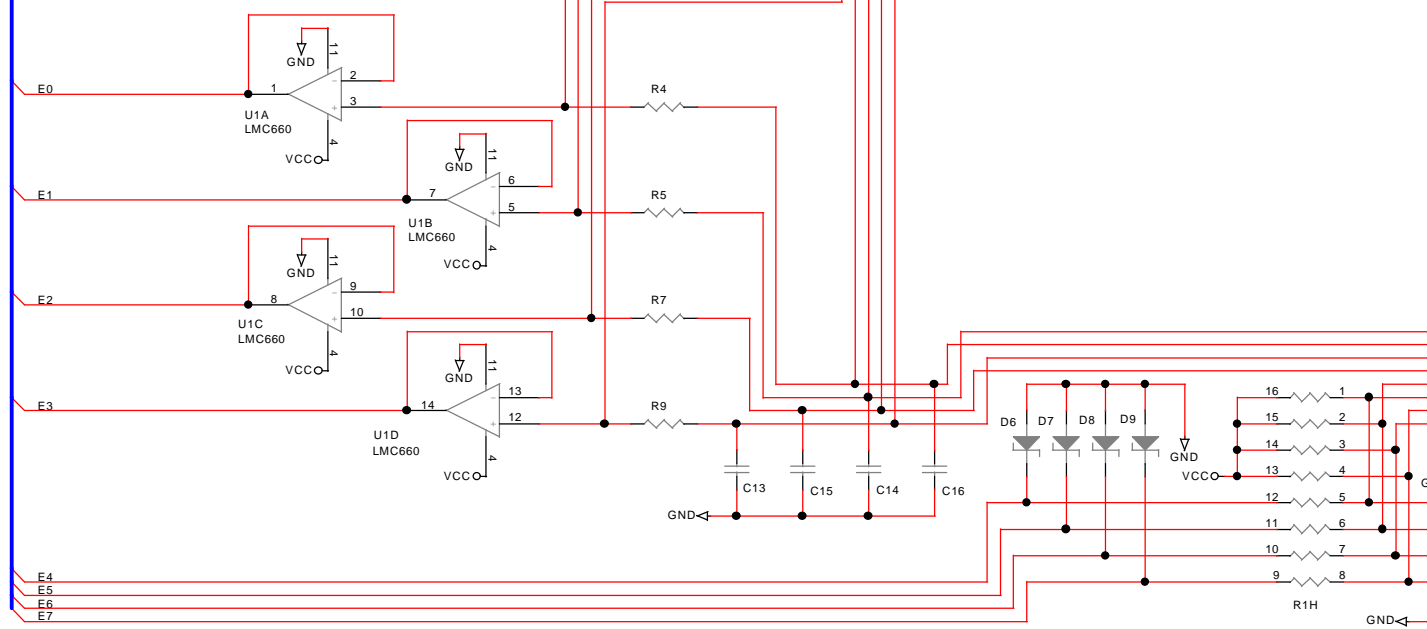 GND
11
2
E0
1
3
R4
U1A
LMC660
4
VCC
GND
11
6
E1
7
5
R5
U1B
LMC660
4
VCC
GND
11
9
E2
8
10
R7
U1C
LMC660
4
VCC
GND
11
13
E3
14
12
R9
U1D
LMC660
4
VCC
C13
C15
C14
C16
GND
D6
D7
D8
D9
GND
16 1
15 2
14 3
VCC 13 4
12 5
11 6
10 7
9 8
R1H
E4
E5
E6
E7
GND